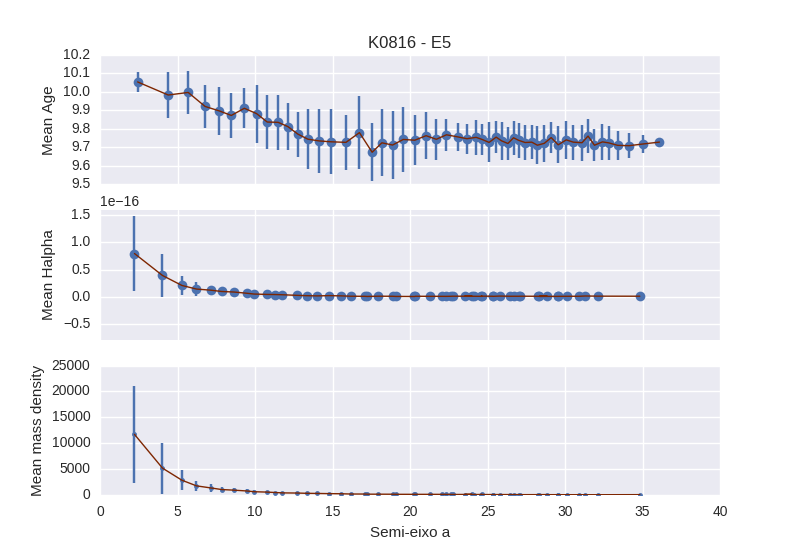 K0816 - E5
10.2
10.1
10.0
9.9
9.8
9.7
9.6
9.5
Mean Age
1e−16
1.5
1.0
0.5
0.0
−0.5
Mean Halpha
25000
20000
15000
10000
5000
0
Mean mass density
0 5 10 15 20 25 30 35 40
Semi-eixo a